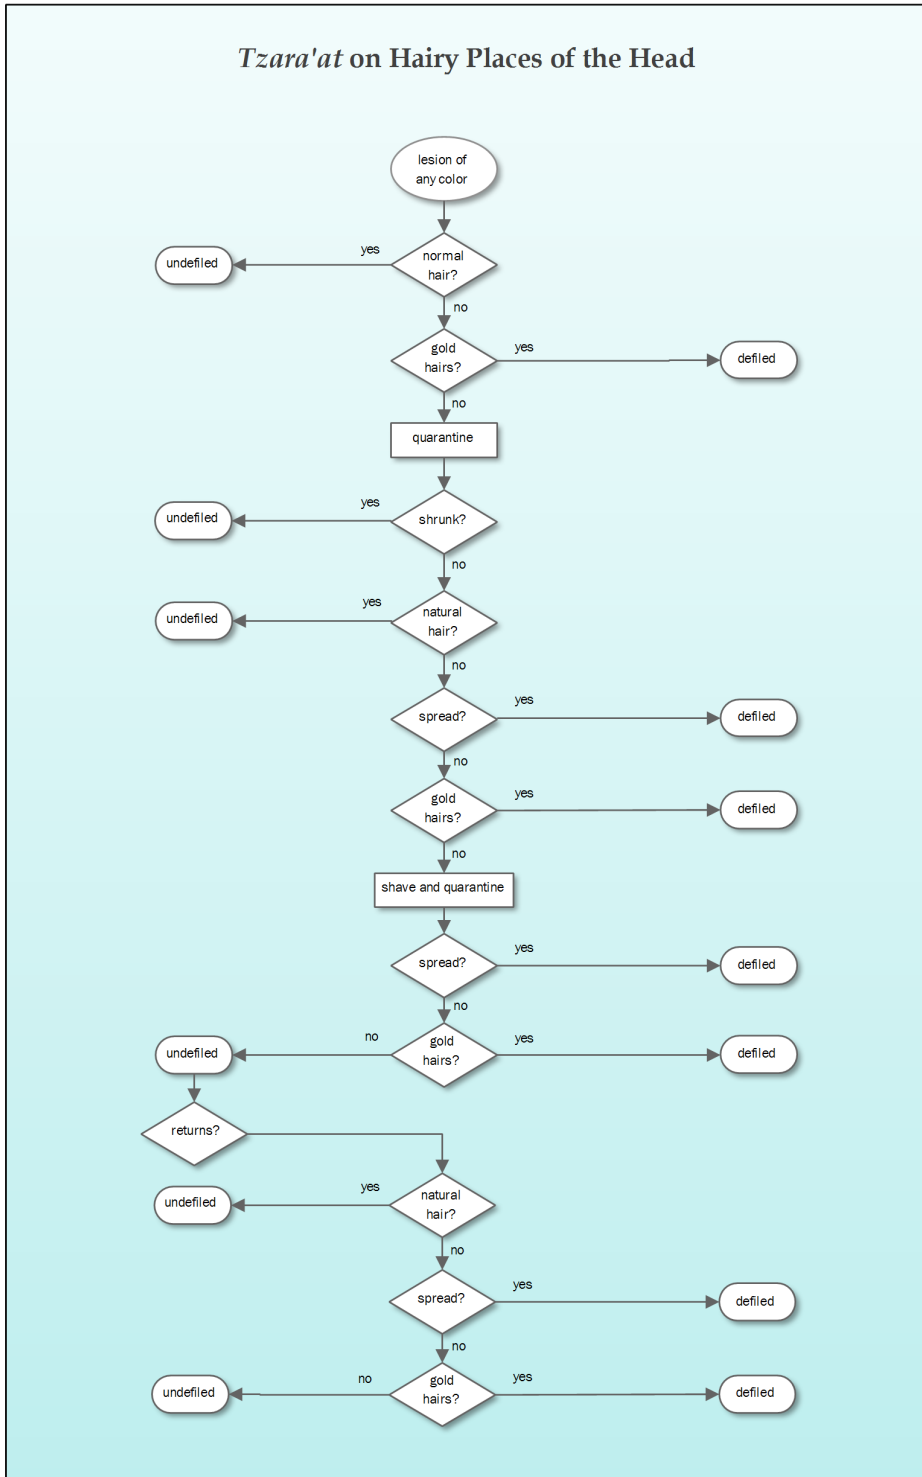 Tzara'at on Hairy Places of the Head
lesion of
any color
yes
undefiled
normal
hair?
no
gold
hairs?
yes
defiled
no
quarantine
yes
undefiled
shrunk?
no
yes
undefiled
natural
hair?
no
spread?
yes
defiled
no
gold
hairs?
yes
defiled
no
shave and quarantine
spread?
yes
defiled
no
undefiled
no
gold
hairs?
yes
defiled
returns?
undefiled
yes
natural
hair?
no
spread?
yes
defiled
no
undefiled
no
gold
hairs?
yes
defiled